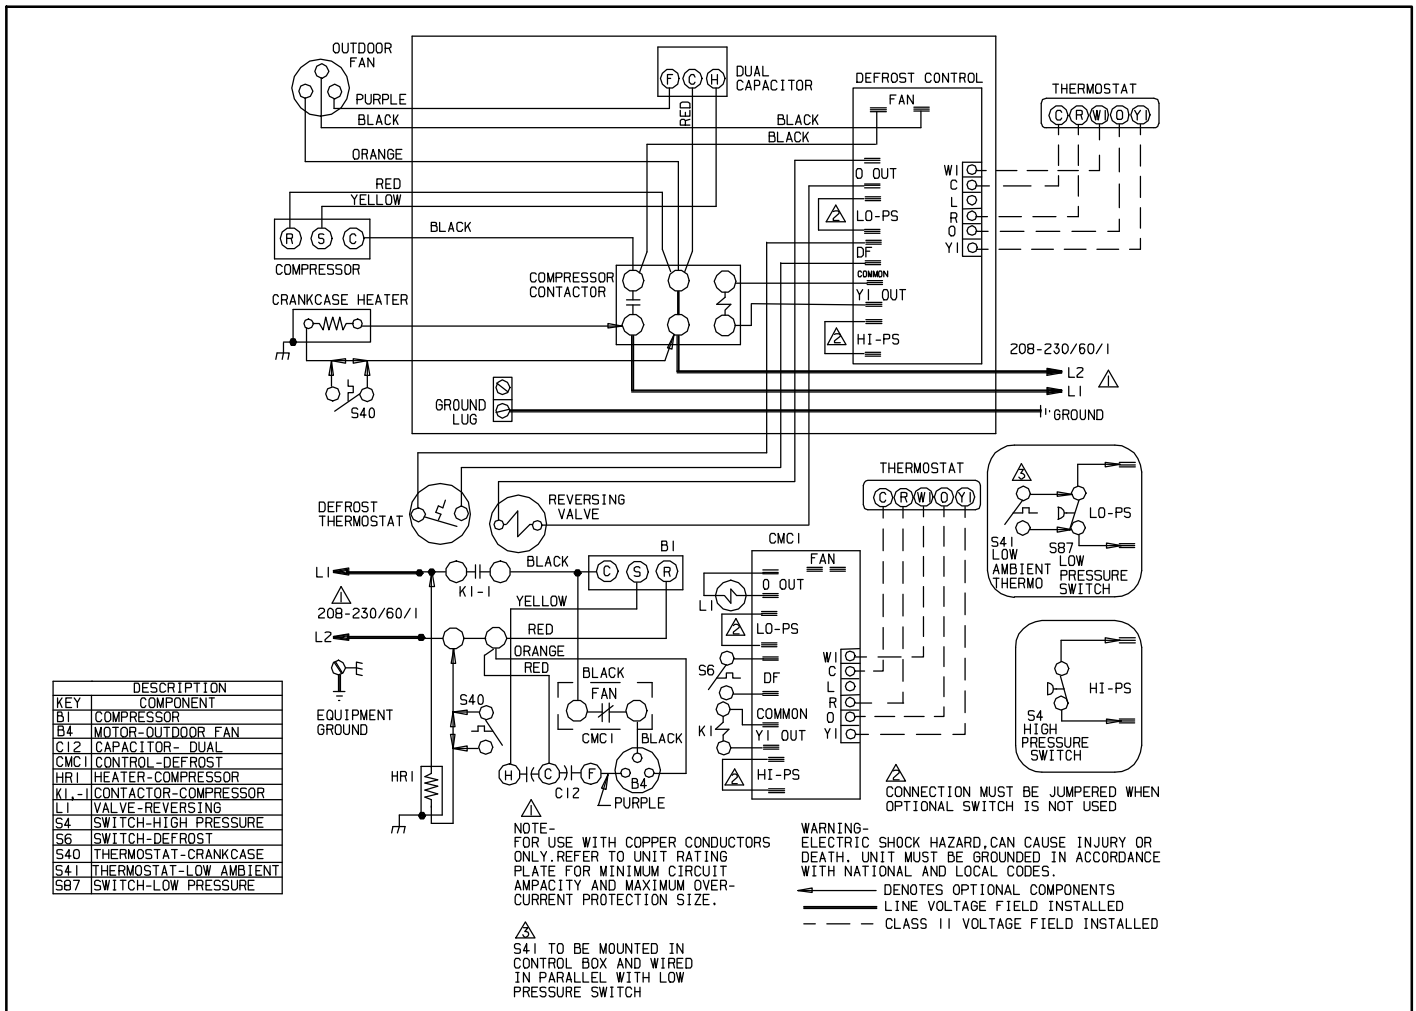 OUTDOOR
FAN
DUAL
CAPACITOR
F C H
DEFROST CONTROL
FAN
THERMOSTAT
C R W1 O Y1
PURPLE
BLACK
RED
BLACK
BLACK
ORANGE
RED
YELLOW
BLACK
R S C
COMPRESSOR
O OUT
2 LO-PS
DF
COMMON
Y1 OUT
2 HI-PS
W1
C
L
R
O
Y1
COMPRESSOR
CONTACTOR
CRANKCASE HEATER
S40
GROUND
LUG
208-230/60/1
L2
1
L1
GROUND
DEFROST
THERMOSTAT
REVERSING
VALVE
THERMOSTAT
C R W1 O Y1
3
LO-PS
S41
LOW
AMBIENT
THERMO
S87
LOW
PRESSURE
SWITCH
L1
1
208-230/60/1
L2
K1-1
BLACK
B1
C S R
YELLOW
RED
ORANGE
RED
BLACK
FAN
CMC1
BLACK
EQUIPMENT
GROUND
S40
HR1
H C F
C12
B4
PURPLE
CMC1
FAN
L1
O OUT
2 LO-PS
S6
DF
COMMON
K1
Y1 OUT
2 HI-PS
W1
C
L
R
O
Y1
HI-PS
S4
HIGH
PRESSURE
SWITCH
DESCRIPTION
KEY COMPONENT
B1 COMPRESSOR
B4 MOTOR-OUTDOOR FAN
C12 CAPACITOR- DUAL
CMC1 CONTROL-DEFROST
HR1 HEATER-COMPRESSOR
K1,-1 CONTACTOR-COMPRESSOR
L1 VALVE-REVERSING
S4 SWITCH-HIGH PRESSURE
S6 SWITCH-DEFROST
S40 THERMOSTAT-CRANKCASE
S41 THERMOSTAT-LOW AMBIENT
S87 SWITCH-LOW PRESSURE
1
NOTE-
FOR USE WITH COPPER CONDUCTORS
ONLY.REFER TO UNIT RATING
PLATE FOR MINIMUM CIRCUIT
AMPACITY AND MAXIMUM OVER-
CURRENT PROTECTION SIZE.
3
S41 TO BE MOUNTED IN
CONTROL BOX AND WIRED
IN PARALLEL WITH LOW
PRESSURE SWITCH
2
CONNECTION MUST BE JUMPERED WHEN
OPTIONAL SWITCH IS NOT USED
WARNING-
ELECTRIC SHOCK HAZARD,CAN CAUSE INJURY OR
DEATH. UNIT MUST BE GROUNDED IN ACCORDANCE
WITH NATIONAL AND LOCAL CODES.
DENOTES OPTIONAL COMPONENTS
LINE VOLTAGE FIELD INSTALLED
CLASS II VOLTAGE FIELD INSTALLED